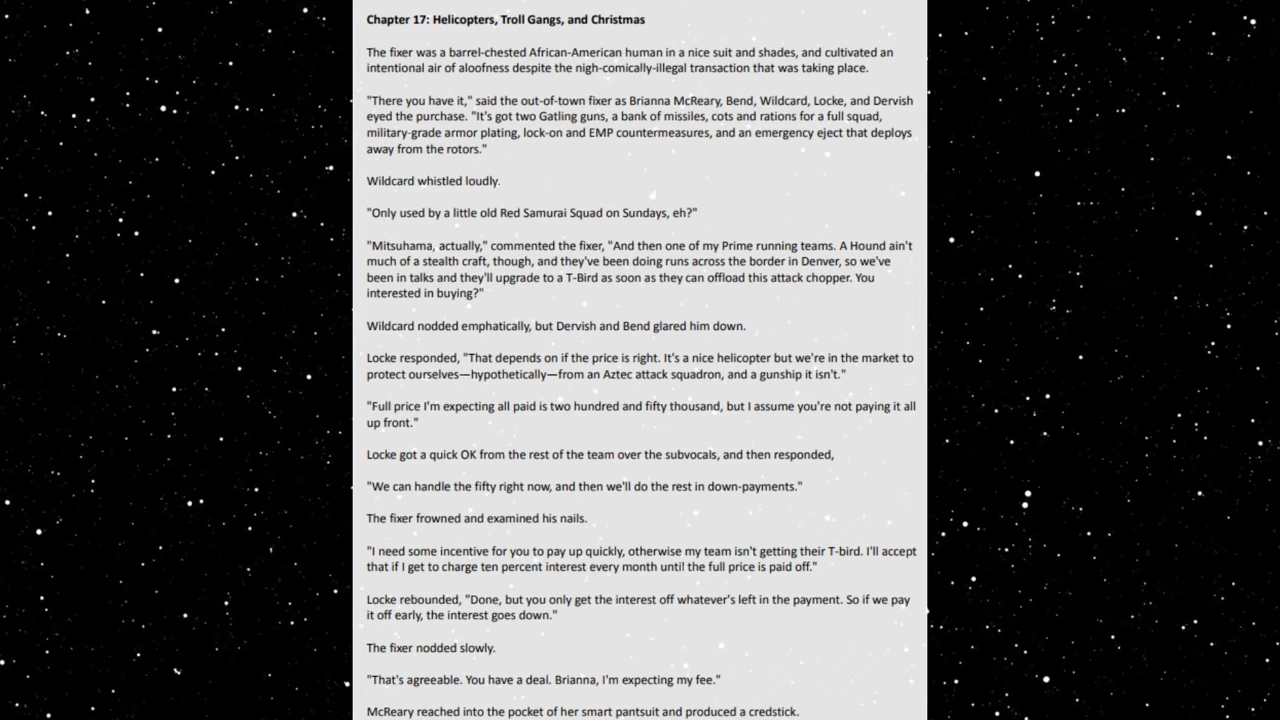 Chapter 17: Helicopters, Troll Gangs, and Christmas
The fixer was a barrel-chested African-American human in a nice suit and shades, and cultivated an
intentional air of aloofness despite the nigh-comically-illegal transaction that was taking place.
"There you have it," said the out-of-town fixer as Brianna McReary, Bend, Wildcard, Locke, and Dervish
eyed the purchase. "It's got two Gatling guns, a bank of missiles, cots and rations for a full squad,
military-grade armor plating, lock-on and EMP countermeasures, and an emergency eject that deploys
away from the rotors."
Wildcard whistled loudly.
"Only used by a little old Red Samurai Squad on Sundays, eh?"
"Mitsuhama, actually," commented the fixer, "And then one of my Prime running teams. A Hound ain't
much of a stealth craft, though, and they've been doing runs across the border in Denver, so we've
been in talks and they'll upgrade to a T-Bird as soon as they can offload this attack chopper. You
interested in buying?"
Wildcard nodded emphatically, but Dervish and Bend glared him down.
Locke responded, "That depends on if the price is right. It's a nice helicopter but we're in the market to
protect ourselves—hypothetically—from an Aztec attack squadron, and a gunship it isn't."
"Full price I'm expecting all paid is two hundred and fifty thousand, but I assume you're not paying it all
up front."
Locke got a quick OK from the rest of the team over the subvocals, and then responded,
"We can handle the fifty right now, and then we'll do the rest in down-payments."
The fixer frowned and examined his nails.
"I need some incentive for you to pay up quickly, otherwise my team isn't getting their T-bird. I'll accept
that if I get to charge ten percent interest every month until the full price is paid off."
Locke rebounded, "Done, but you only get the interest off whatever's left in the payment. So if we pay
it off early, the interest goes down."
The fixer nodded slowly.
"That's agreeable. You have a deal. Brianna, I'm expecting my fee."
McReary reached into the pocket of her smart pantsuit and produced a credstick.